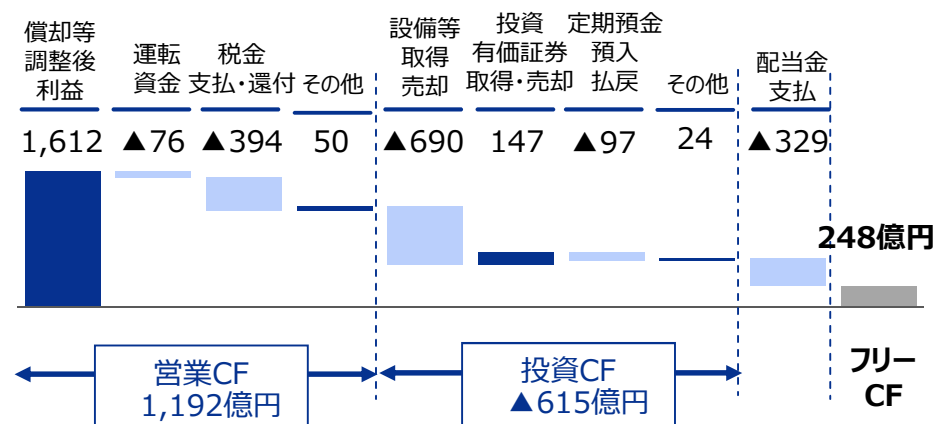 償却等
調整後
利益
運転
資金
税金
支払・還付
その他
設備等
取得
売却
投資
有価証券
取得・売却
定期預金
預入
払戻
その他
配当金
支払
1,612
▲76
▲394
50
▲690
147
▲97
24
▲329
248億円
営業CF
1,192億円
投資CF
▲615億円
フリー
CF